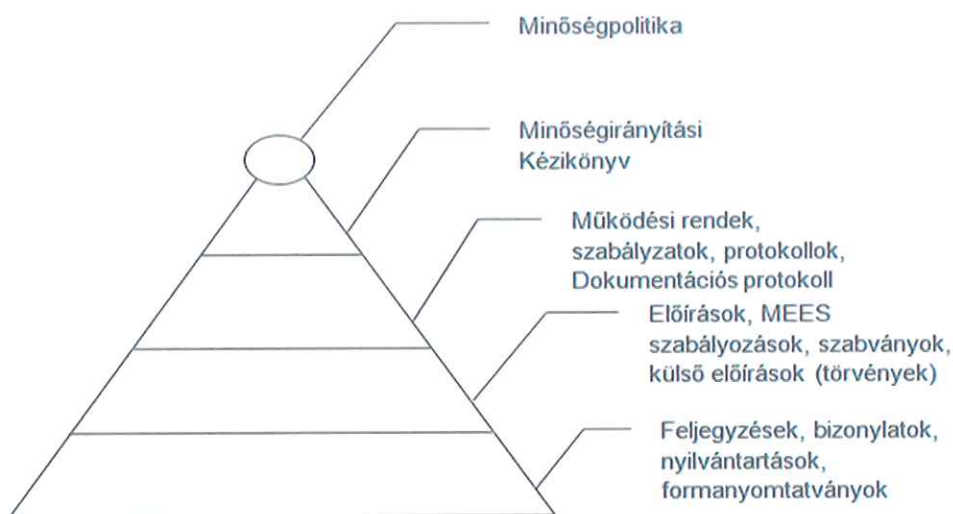 Minőségpolitika
Minőségirányítási
Kézikönyv
Működési rendek,
szabályzatok, protokollok,
Dokumentációs protokoll
Előírások, MEES
szabályozások, szabványok,
külső előírások (törvények)
Feljegyzések, bizonylatok,
nyilvántartások,
formanyomtatványok